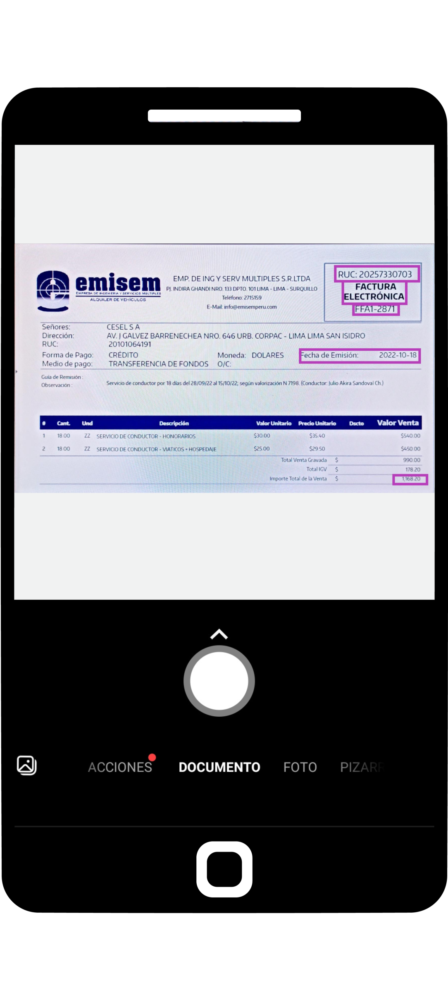 emisem
EMPRESA DE INGENIERIA Y SERVICIOS MÚLTIPLES
ALQUILER DE VEHÍCULOS
EMP. DE ING Y SERV MULTIPLES S.R.LTDA
PJ. INDIRA GHANDI NRO. 133 DPTO. 101 LIMA - LIMA - SURQUILLO
Teléfono: 2715159
E-Mail: info@emisemperu.com
RUC: 20257330703
FACTURA
ELECTRÓNICA
FFA1-2871
Señores: CESEL S A
Dirección: AV. J GALVEZ BARRENECHEA NRO. 646 URB. CORPAC - LIMA LIMA SAN ISIDRO
RUC: 20101064191
Forma de Pago: CRÉDITO Moneda: DOLARES Fecha de Emisión: 2022-10-18
Medio de pago: TRANSFERENCIA DE FONDOS O/C:
Guía de Remisión :
Observación : Servicio de conductor por 18 días del 28/09/22 al 15/10/22; según valorización N 7198. (Conductor: Julio Akira Sandoval Ch.)
# Cant. Und Descripción Valor Unitario Precio Unitario Dscto Valor Venta
1 18.00 ZZ SERVICIO DE CONDUCTOR - HONORARIOS $30.00 $35.40 $540.00
2 18.00 ZZ SERVICIO DE CONDUCTOR - VIATICOS + HOSPEDAJE $25.00 $29.50 $450.00
Total Venta Gravada $ 990.00
Total IGV $ 178.20
Importe Total de la Venta $ 1,168.20
ACCIONES DOCUMENTO FOTO PIZARR